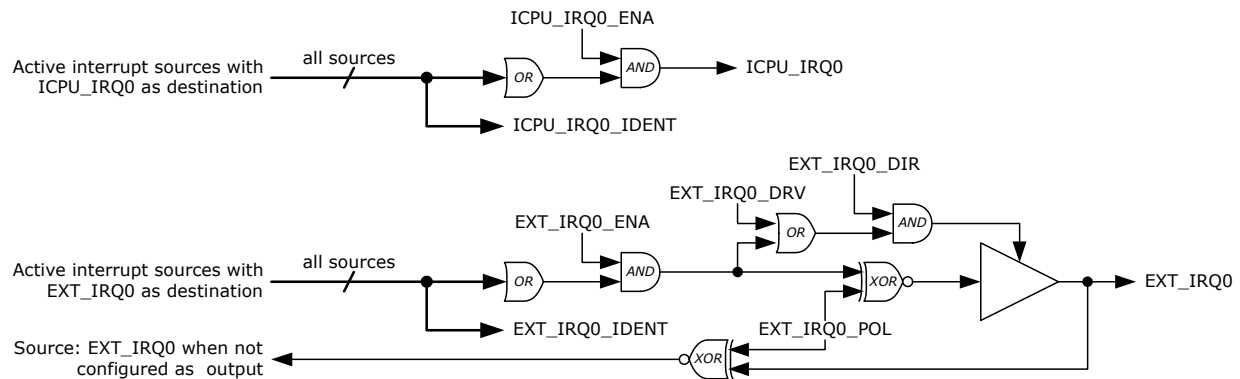 ICPU_IRQ0_ENA
all sources
Active interrupt sources with
ICPU_IRQ0 as destination
OR
AND
ICPU_IRQ0
ICPU_IRQ0_IDENT
EXT_IRQ0_DIR
EXT_IRQ0_DRV
EXT_IRQ0_ENA
AND
OR
all sources
Active interrupt sources with
EXT_IRQ0 as destination
OR
AND
XOR
EXT_IRQ0
EXT_IRQ0_IDENT
EXT_IRQ0_POL
Source: EXT_IRQ0 when not
configured as output
XOR